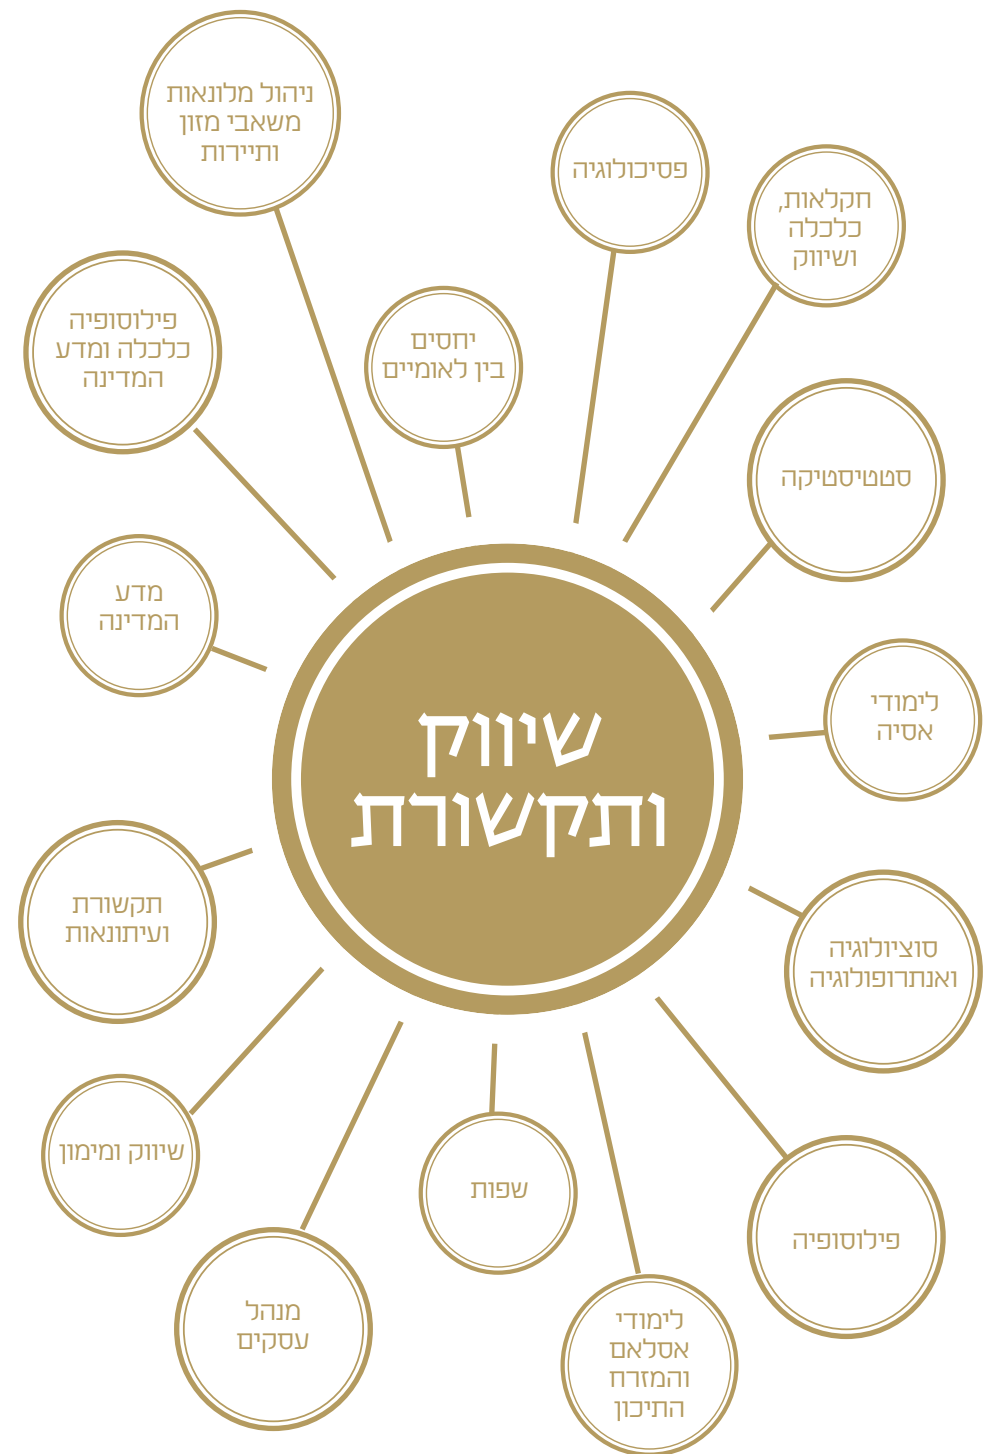 ניהול מלונאות
משאבי מזון
ותיירות
פסיכולוגיה
חקלאות,
כלכלה
ושיווק
פילוסופיה
כלכלה ומדע
המדינה
יחסים
בין לאומיים
סטטיסטיקה
מדע
המדינה
לימודי
אסיה
שיווק
ותקשורת
תקשורת
ועיתונאות
סוציולוגיה
ואנתרופולוגיה
שיווק ומימון
שפות
פילוסופיה
מנהל
עסקים
לימודי
אסלאם
והמזרח
התיכון